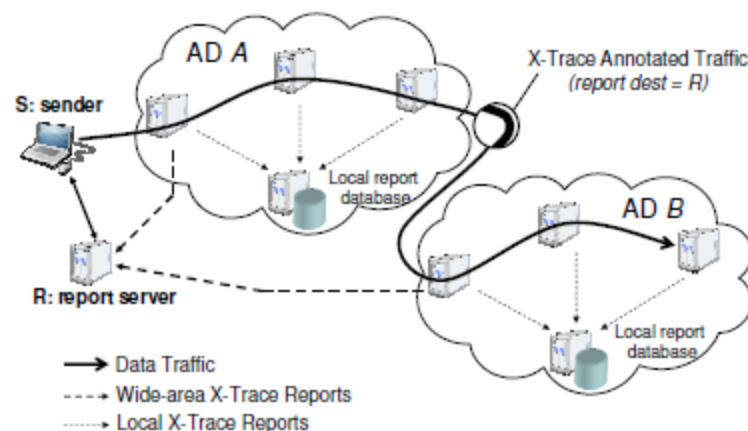 AD A
X-Trace Annotated Traffic
(report dest = R)
S: sender
Local report
database
AD B
R: report server
Local report
database
Data Traffic
Wide-area X-Trace Reports
Local X-Trace Reports